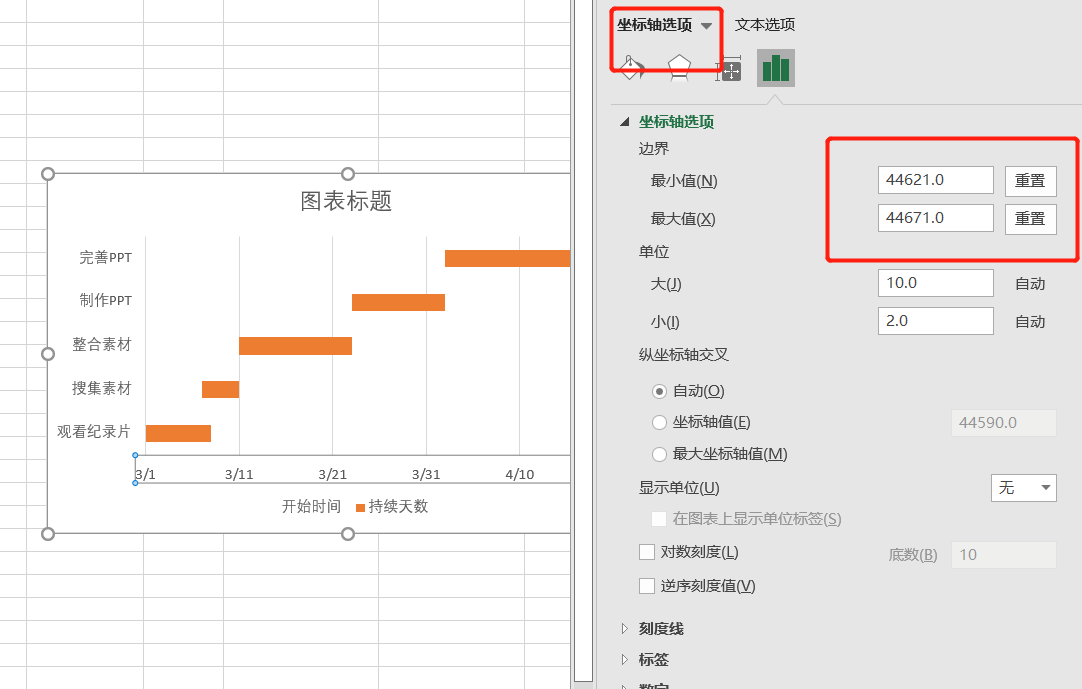 坐标轴选项 文本选项
坐标轴选项
边界
最小值(N) 44621.0 重置
最大值(X) 44671.0 重置
单位
大(J) 10.0 自动
小(I) 2.0 自动
纵坐标轴交叉
自动(O)
坐标轴值(E) 44590.0
最大坐标轴值(M)
显示单位(U) 无
在图表上显示单位标签(S)
对数刻度(L) 底数(B) 10
逆序刻度值(V)
刻度线
标签
数字
图表标题
完善PPT
制作PPT
整合素材
搜集素材
观看纪录片
3/1 3/11 3/21 3/31 4/10
开始时间 持续天数